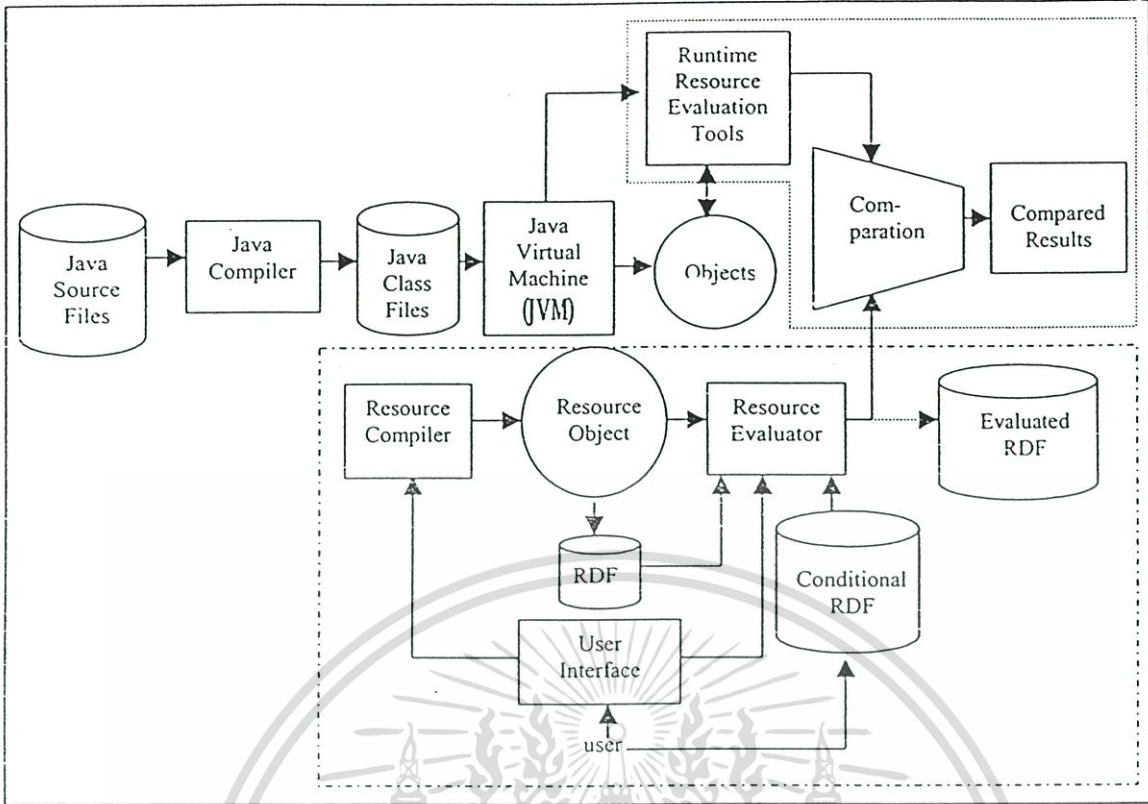 Runtime
Resource
Evaluation
Tools
Java
Source
Files
Java
Compiler
Java
Class
Files
Java
Virtual
Machine
(JVM)
Objects
Com-
paration
Compared
Results
Resource
Compiler
Resource
Object
Resource
Evaluator
Evaluated
RDF
RDF
Conditional
RDF
User
Interface
user